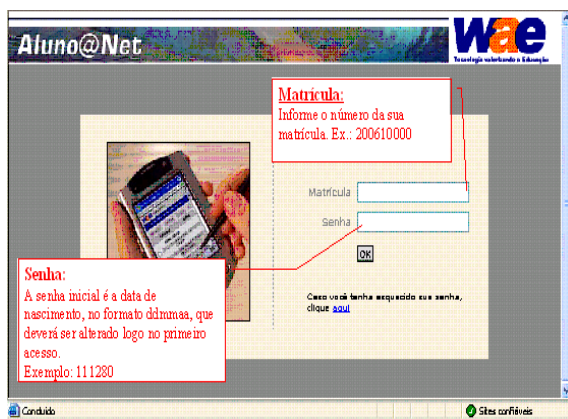 Aluno@Net
wae
Tecnologia valorizando a Educação
Matrícula:
Informe o número da sua
matrícula. Ex.: 200610000
Matrícula
Senha
OK
Senha:
A senha inicial é a data de
nascimento, no formato ddmmaa, que
deverá ser alterado logo no primeiro
acesso.
Exemplo: 111280
Caso você tenha esquecido sua senha,
clique aqui
Concluído
Sites confiáveis